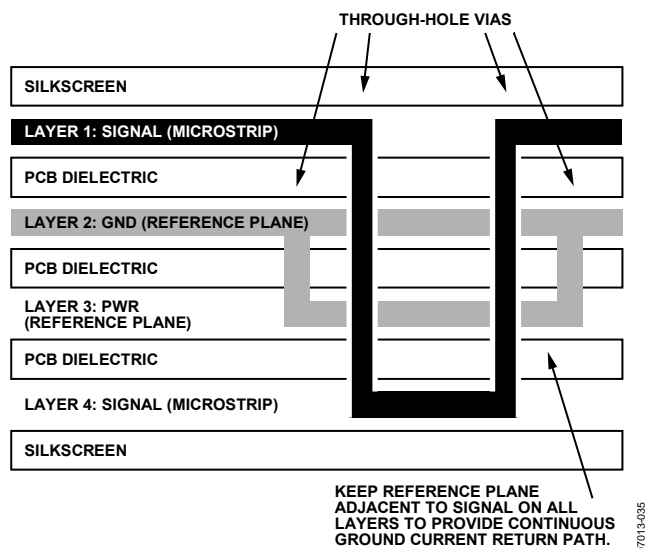 THROUGH-HOLE VIAS
SILKSCREEN
LAYER 1: SIGNAL (MICROSTRIP)
PCB DIELECTRIC
LAYER 2: GND (REFERENCE PLANE)
PCB DIELECTRIC
LAYER 3: PWR
(REFERENCE PLANE)
PCB DIELECTRIC
LAYER 4: SIGNAL (MICROSTRIP)
SILKSCREEN
KEEP REFERENCE PLANE
ADJACENT TO SIGNAL ON ALL
LAYERS TO PROVIDE CONTINUOUS
GROUND CURRENT RETURN PATH.
7013-035